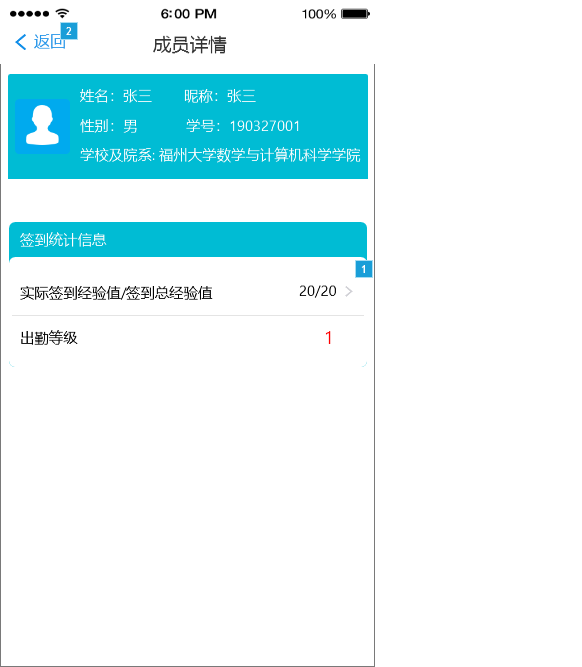 6:00 PM 100%
返回 2
成员详情
姓名：张三 昵称：张三
性别：男 学号：190327001
学校及院系: 福州大学数学与计算机科学学院
签到统计信息
1
实际签到经验值/签到总经验值 20/20
出勤等级 1